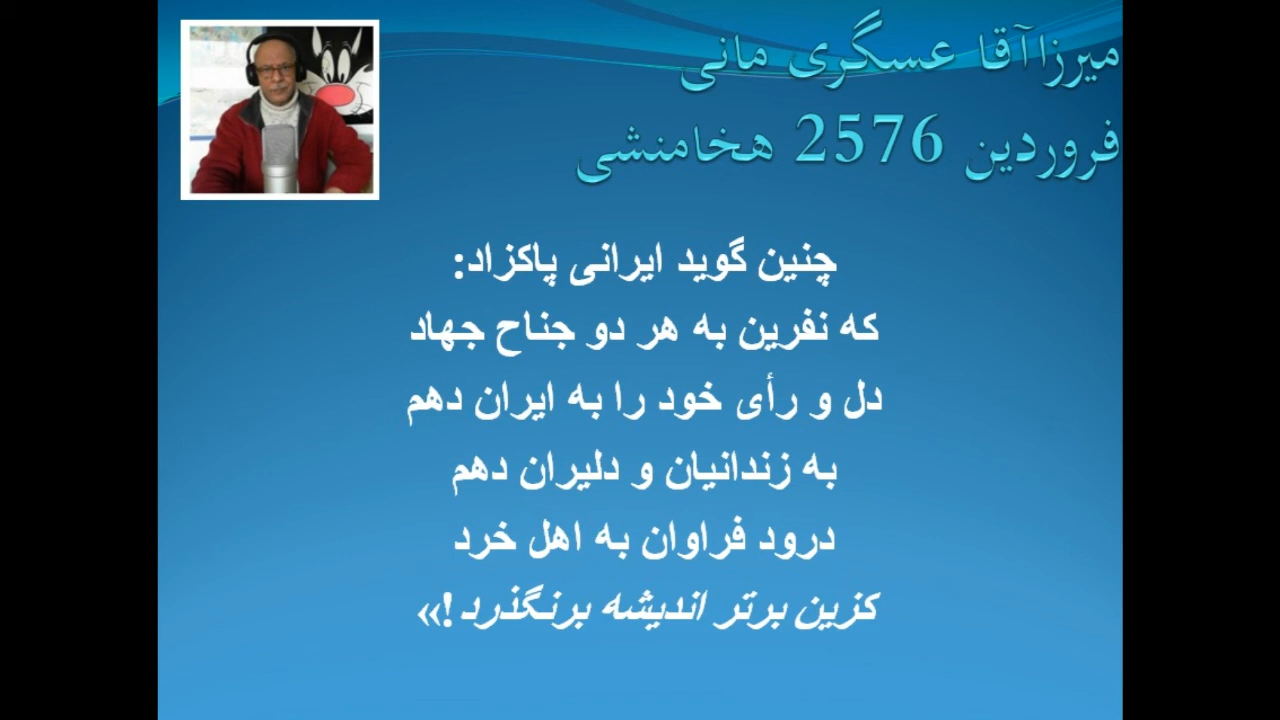 میرزاآقا عسگری مانی
فروردین 2576 هخامنشی
چنین گوید ایرانی پاکزاد:
که نفرین به هر دو جناح جهاد
دل و رأی خود را به ایران دهم
به زندانیان و دلیران دهم
درود فراوان به اهل خرد
کزین برتر اندیشه برنگذرد!»